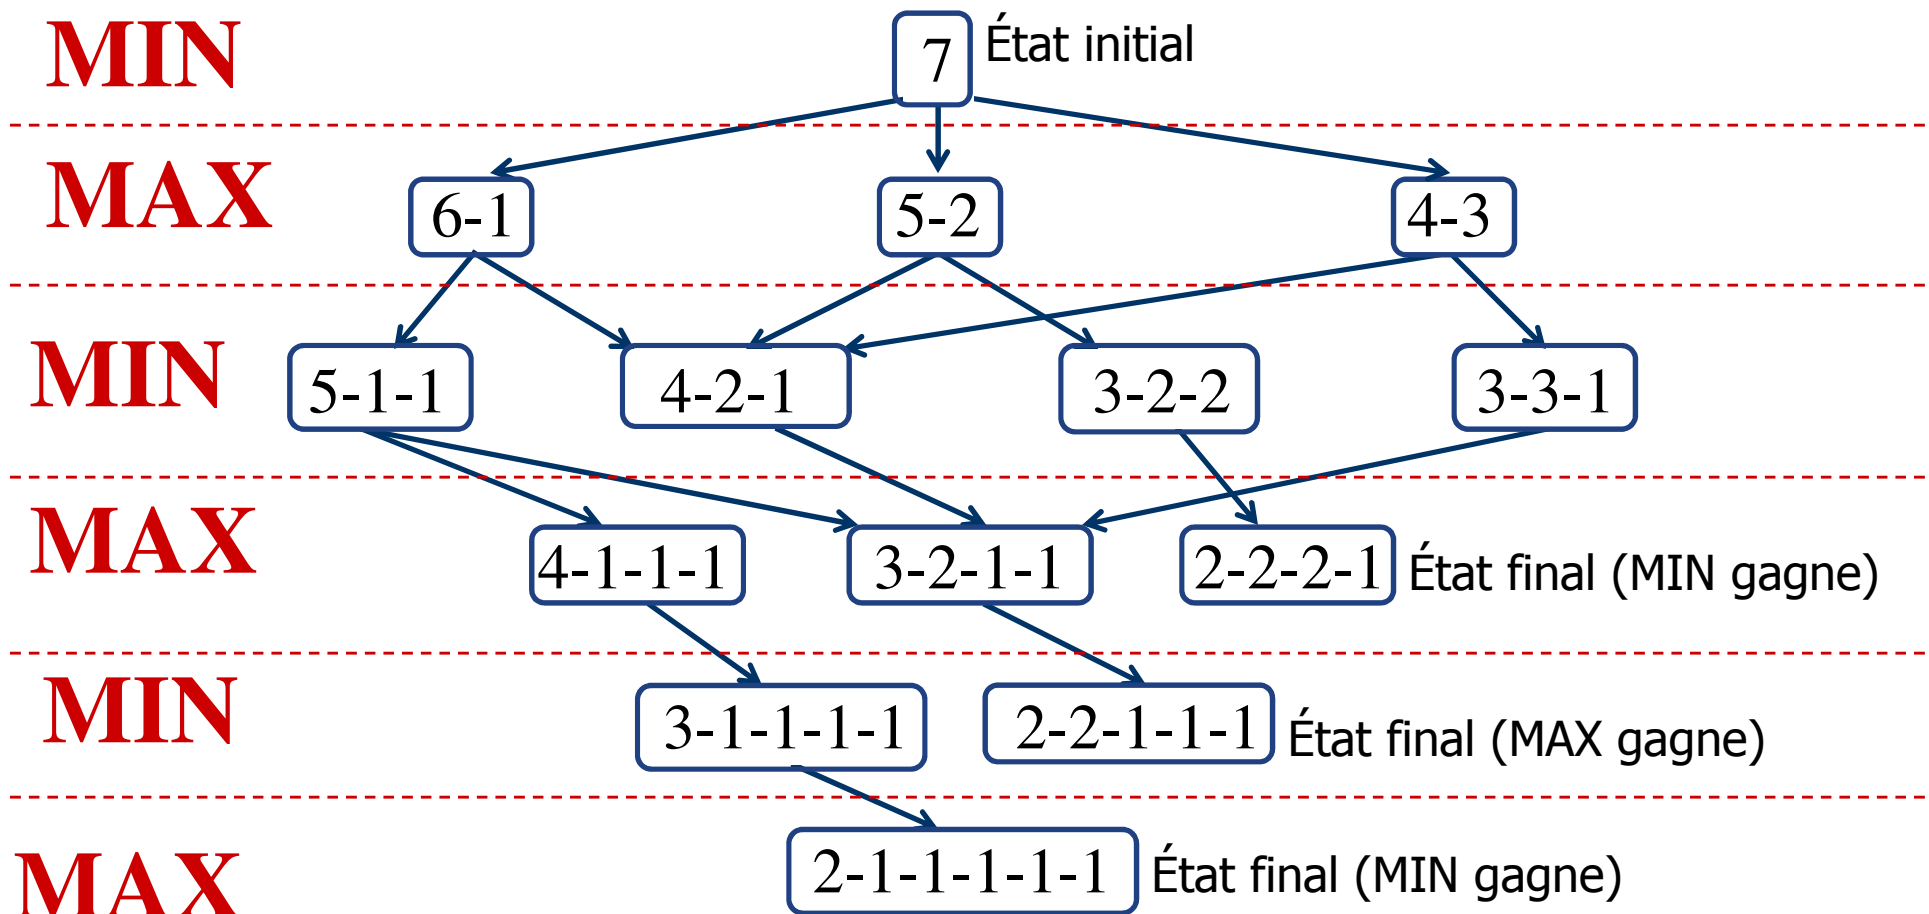 MIN
7 État initial
MAX
6-1 5-2 4-3
MIN
5-1-1 4-2-1 3-2-2 3-3-1
MAX
4-1-1-1 3-2-1-1 2-2-2-1 État final (MIN gagne)
MIN
3-1-1-1-1 2-2-1-1-1 État final (MAX gagne)
MAX
2-1-1-1-1-1 État final (MIN gagne)